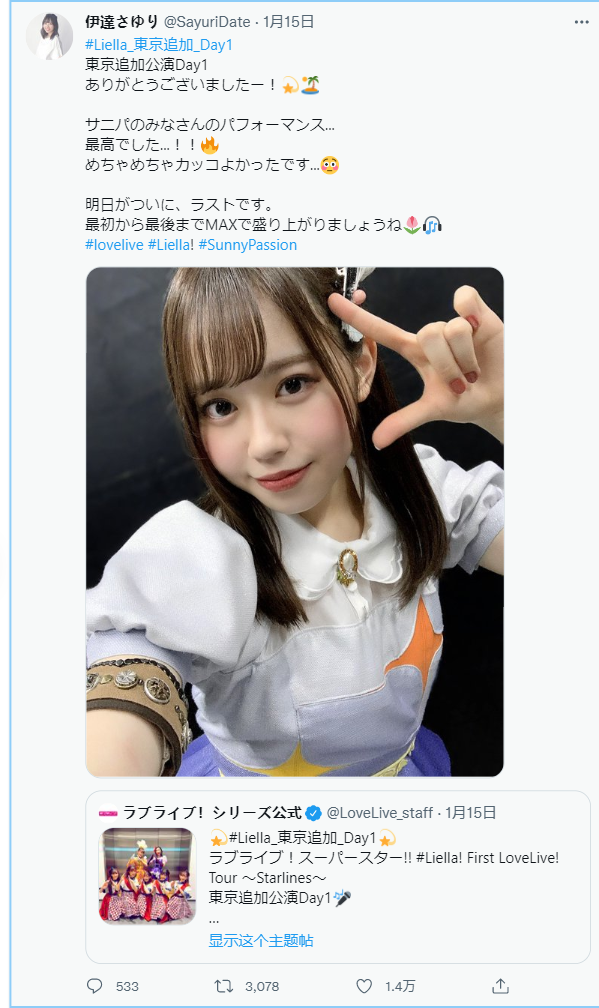 伊達さゆり @SayuriDate · 1月15日
#Liella_東京追加_Day1
東京追加公演Day1
ありがとうございましたー！💫🏝️
サニパのみなさんのパフォーマンス...
最高でした...！！🔥
めちゃめちゃカッコよかったです...😳
明日がついに、ラストです。
最初から最後までMAXで盛り上がりましょうね🌷🎧
#lovelive #Liella! #SunnyPassion
ラブライブ！シリーズ公式 @LoveLive_staff · 1月15日
💫#Liella_東京追加_Day1💫
ラブライブ！スーパースター!! #Liella! First LoveLive!
Tour ～Starlines～
東京追加公演Day1🎤
...
显示这个主题帖
533 3,078 1.4万